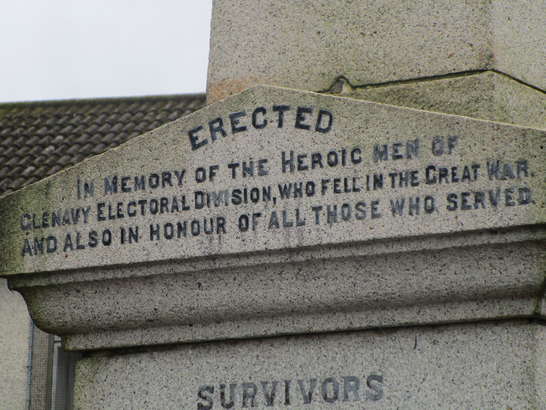 ERECTED
IN MEMORY OF THE HEROIC MEN OF
GLENAVY ELECTORAL DIVISION, WHO FELL IN THE GREAT WAR.
AND ALSO IN HONOUR OF ALL THOSE WHO SERVED.
SURVIVORS